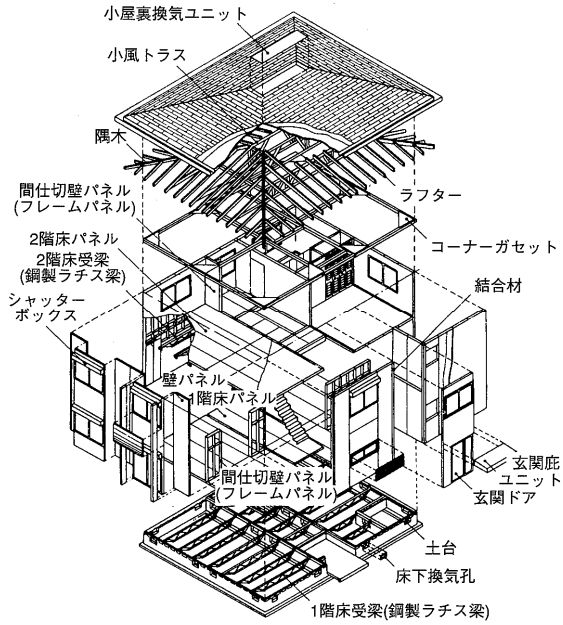 小屋裏換気ユニット
小風トラス
隅木
ラフター
間仕切壁パネル
(フレームパネル)
コーナーガセット
2階床パネル
2階床受梁
(鋼製ラチス梁)
結合材
シャッター
ボックス
壁パネル
1階床パネル
間仕切壁パネル
(フレームパネル)
玄関庇
ユニット
玄関ドア
土台
床下換気孔
1階床受梁(鋼製ラチス梁)